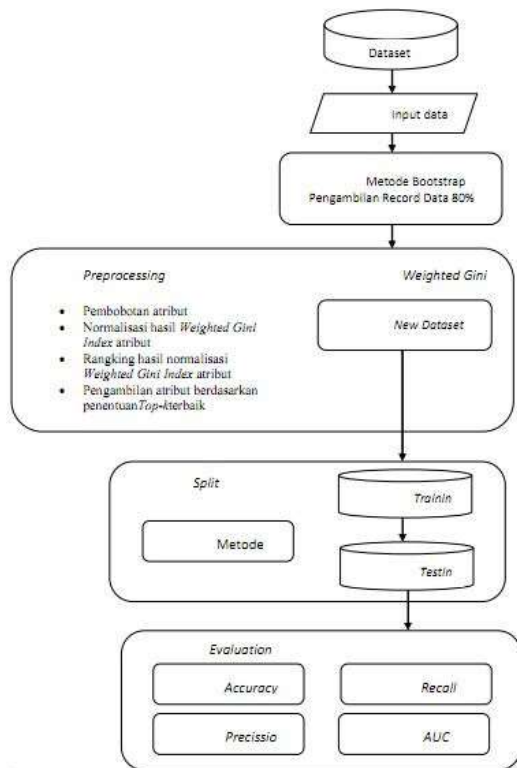 Dataset
Input data
Metode Bootstrap
Pengambilan Record Data 80%
Preprocessing
Weighted Gini
• Pembobotan atribut
• Normalisasi hasil Weighted Gini
Index atribut
• Rangking hasil normalisasi
Weighted Gini Index atribut
• Pengambilan atribut berdasarkan
penentuanTop-kterbaik
New Dataset
Split
Metode
Trainin
Testin
Evaluation
Accuracy
Recall
Precissio
AUC